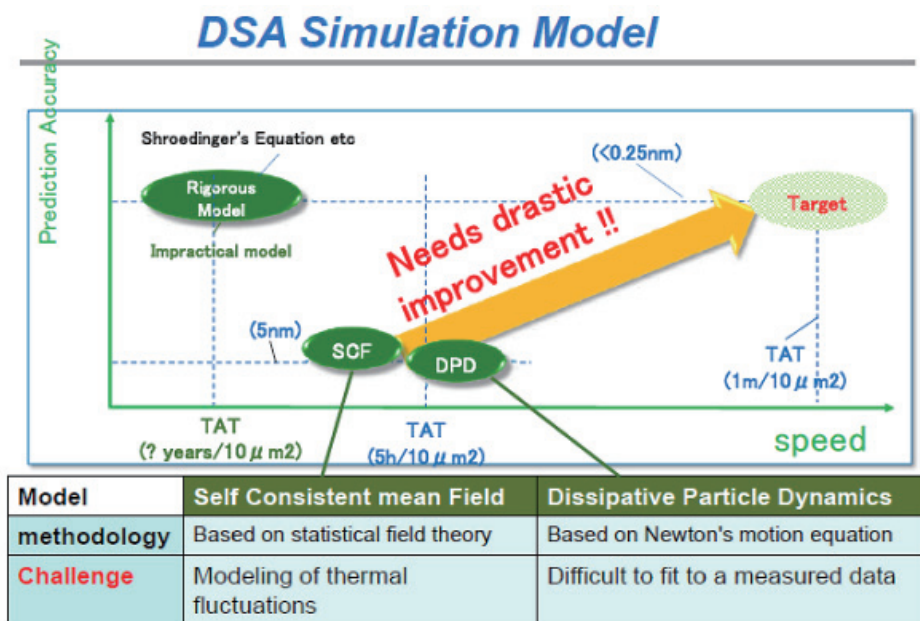 DSA Simulation Model
Prediction Accuracy
Shroedinger's Equation etc
(<0.25nm)
Rigorous
Model
Target
Impractical model
Needs drastic
improvement !!
(5nm)
SCF
DPD
TAT
(1m/10μm2)
TAT
(? years/10μm2)
TAT
(5h/10μm2)
speed
Model Self Consistent mean Field Dissipative Particle Dynamics
methodology Based on statistical field theory Based on Newton's motion equation
Challenge Modeling of thermal Difficult to fit to a measured data
fluctuations